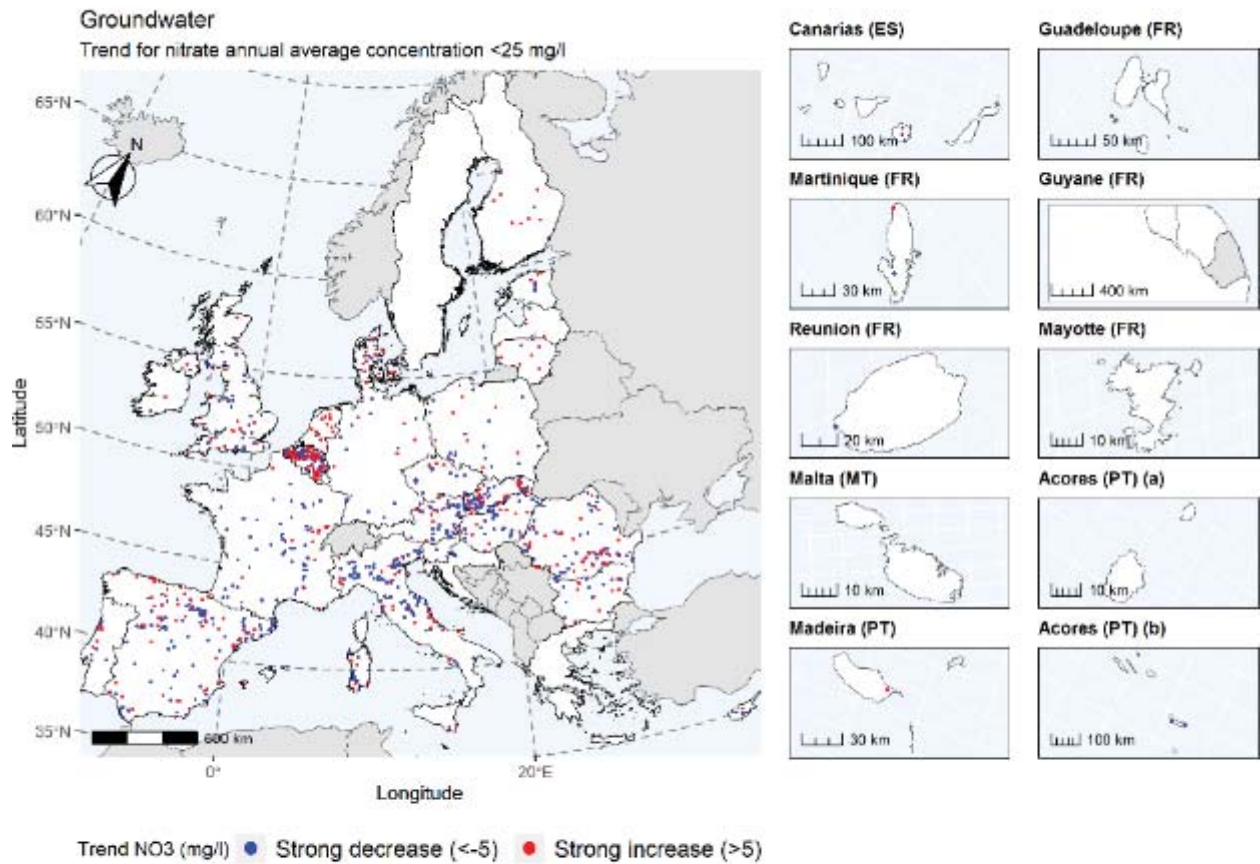 Groundwater
Trend for nitrate annual average concentration <25 mg/l
65°N
60°N
55°N
50°N
45°N
40°N
35°N
Latitude
N
600 km
0°
20°E
Longitude
Canarias (ES)
100 km
Guadeloupe (FR)
50 km
Martinique (FR)
30 km
Guyane (FR)
400 km
Reunion (FR)
20 km
Mayotte (FR)
10 km
Malta (MT)
10 km
Acores (PT) (a)
10 km
Madeira (PT)
30 km
Acores (PT) (b)
100 km
Trend NO3 (mg/l) Strong decrease (<-5) Strong increase (>5)